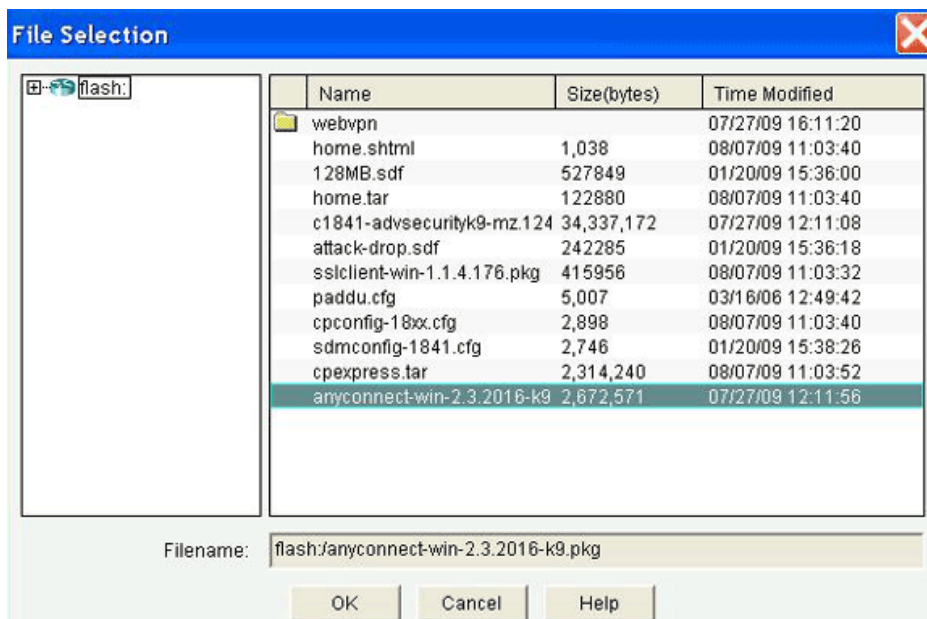 File Selection
flash:
Name Size(bytes) Time Modified
webvpn 07/27/09 16:11:20
home.shtml 1,038 08/07/09 11:03:40
128MB.sdf 527849 01/20/09 15:36:00
home.tar 122880 08/07/09 11:03:40
c1841-advsecurityk9-mz.124 34,337,172 07/27/09 12:11:08
attack-drop.sdf 242285 01/20/09 15:36:18
sslclient-win-1.1.4.176.pkg 415956 08/07/09 11:03:32
paddu.cfg 5,007 03/16/06 12:49:42
cpconfig-18xx.cfg 2,898 08/07/09 11:03:40
sdmconfig-1841.cfg 2,746 01/20/09 15:38:26
cpexpress.tar 2,314,240 08/07/09 11:03:52
anyconnect-win-2.3.2016-k9 2,672,571 07/27/09 12:11:56
Filename: flash:/anyconnect-win-2.3.2016-k9.pkg
OK Cancel Help